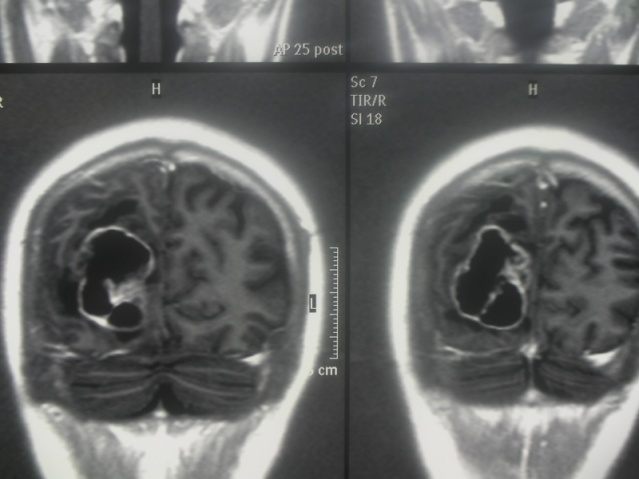 AP 25 post
R
H
L
cm
Sc 7
TIR/R
Sl 18
H